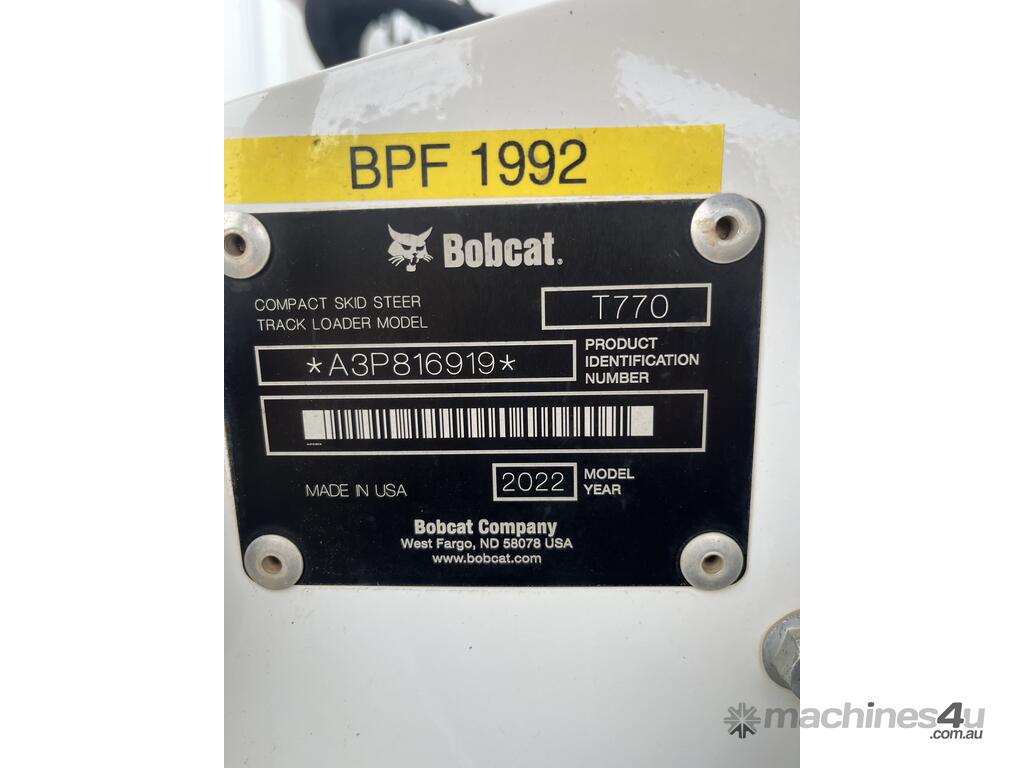 BPF 1992
Bobcat.
COMPACT SKID STEER
TRACK LOADER MODEL
T770
*A3P816919*
PRODUCT
IDENTIFICATION
NUMBER
MADE IN USA
2022
MODEL
YEAR
Bobcat Company
West Fargo, ND 58078 USA
www.bobcat.com
machines4u
.com.au